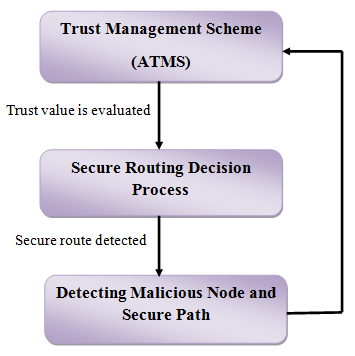 Trust Management Scheme
(ATMS)
Trust value is evaluated
Secure Routing Decision
Process
Secure route detected
Detecting Malicious Node and
Secure Path